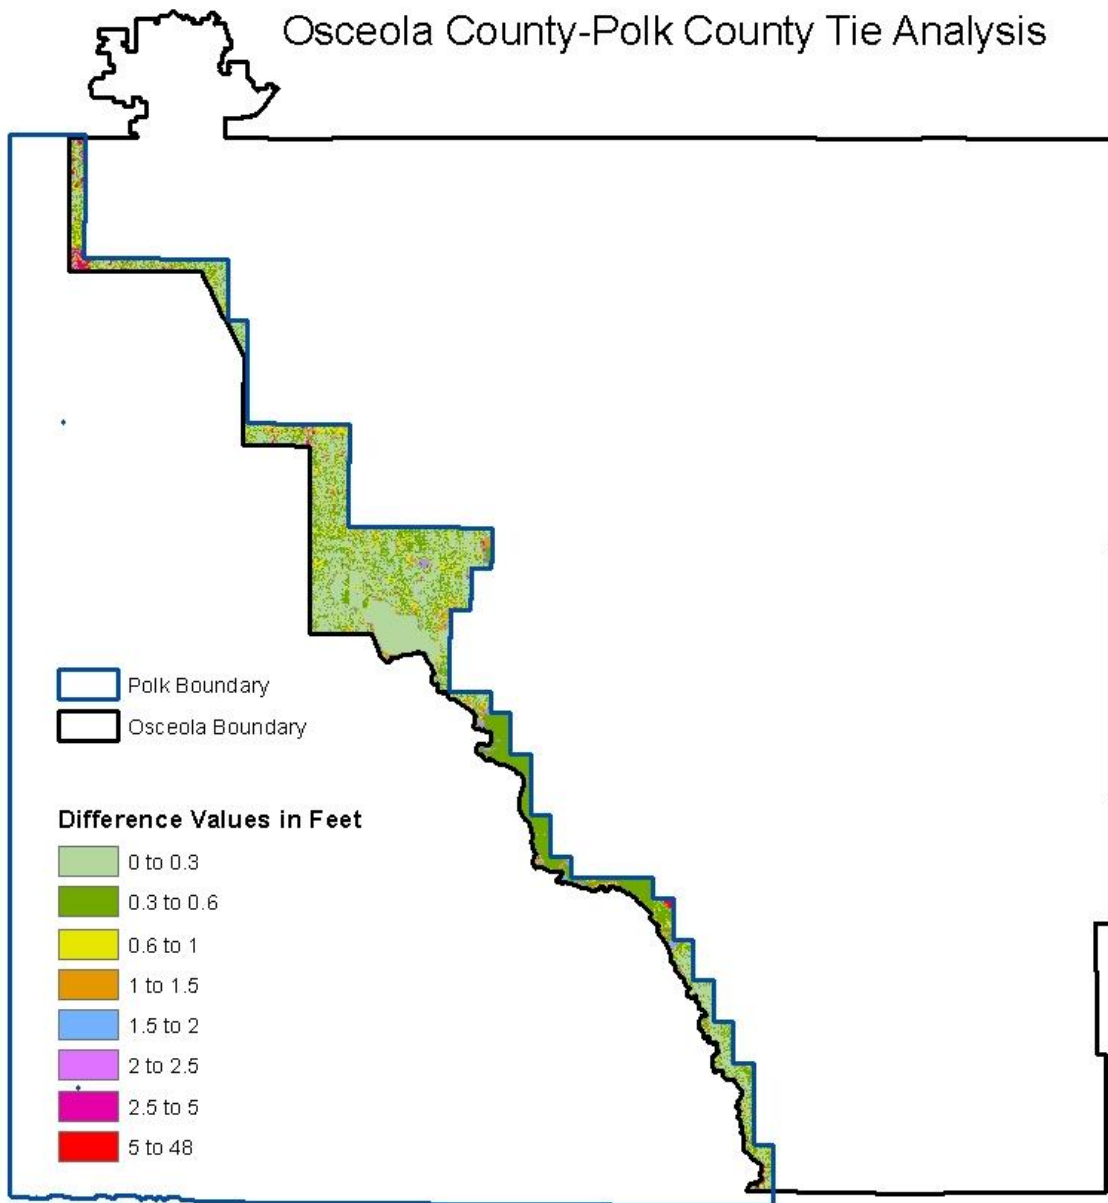 Osceola County-Polk County Tie Analysis
Polk Boundary
Osceola Boundary
Difference Values in Feet
0 to 0.3
0.3 to 0.6
0.6 to 1
1 to 1.5
1.5 to 2
2 to 2.5
2.5 to 5
5 to 48